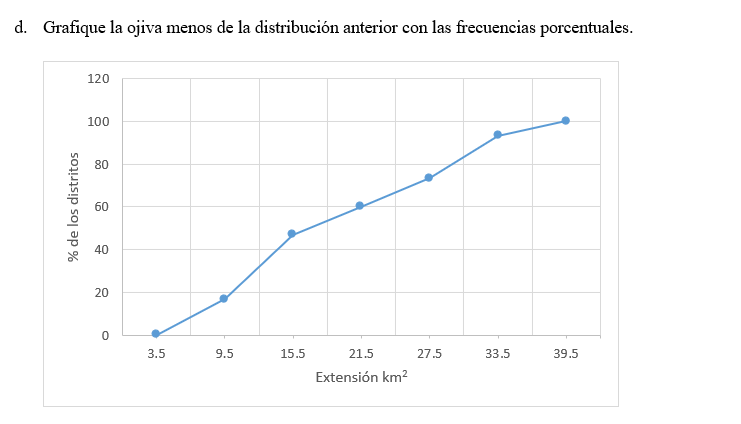 d. Grafique la ojiva menos de la distribución anterior con las frecuencias porcentuales.
120
100
80
60
40
20
0
% de los distritos
3.5 9.5 15.5 21.5 27.5 33.5 39.5
Extensión km²